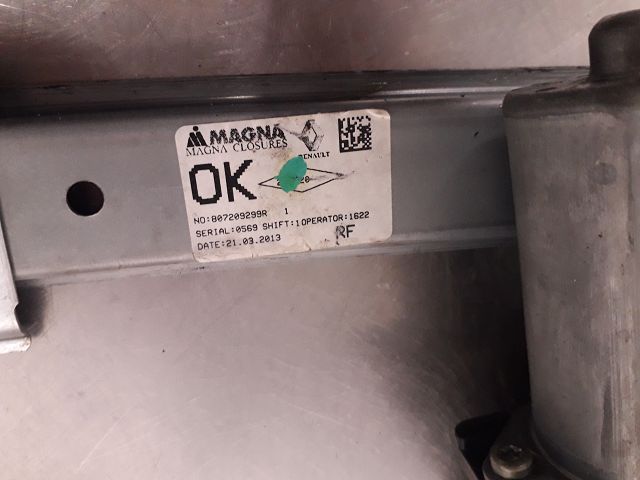 MAGNA
MAGNA CLOSURES
RENAULT
OK
NO:807209299R 1
SERIAL:0569 SHIFT:1OPERATOR:1622
DATE:21.03.2013
RF